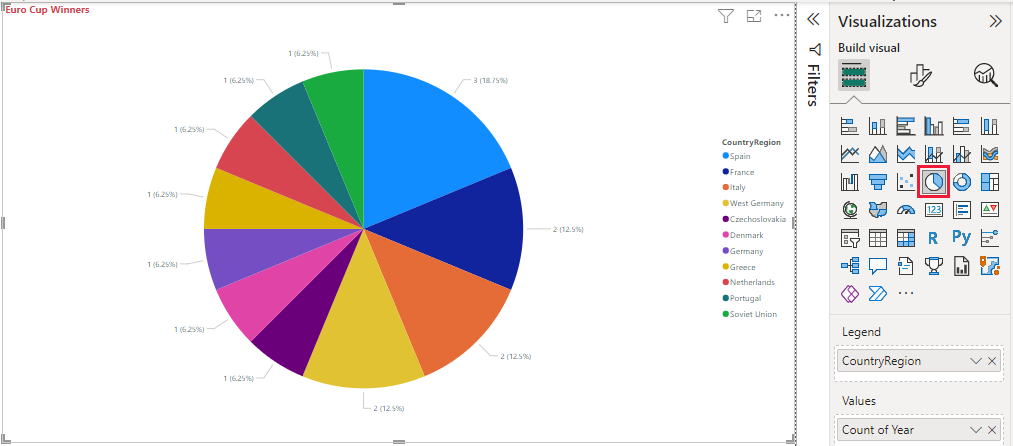 Euro Cup Winners
1 (6.25%)
3 (18.75%)
1 (6.25%)
1 (6.25%)
1 (6.25%)
1 (6.25%)
2 (12.5%)
1 (6.25%)
1 (6.25%)
2 (12.5%)
1 (6.25%)
2 (12.5%)
CountryRegion
Spain
France
Italy
West Germany
Czechoslovakia
Denmark
Germany
Greece
Netherlands
Portugal
Soviet Union
Filters
Visualizations
Build visual
123
R
Py
Legend
CountryRegion
Values
Count of Year